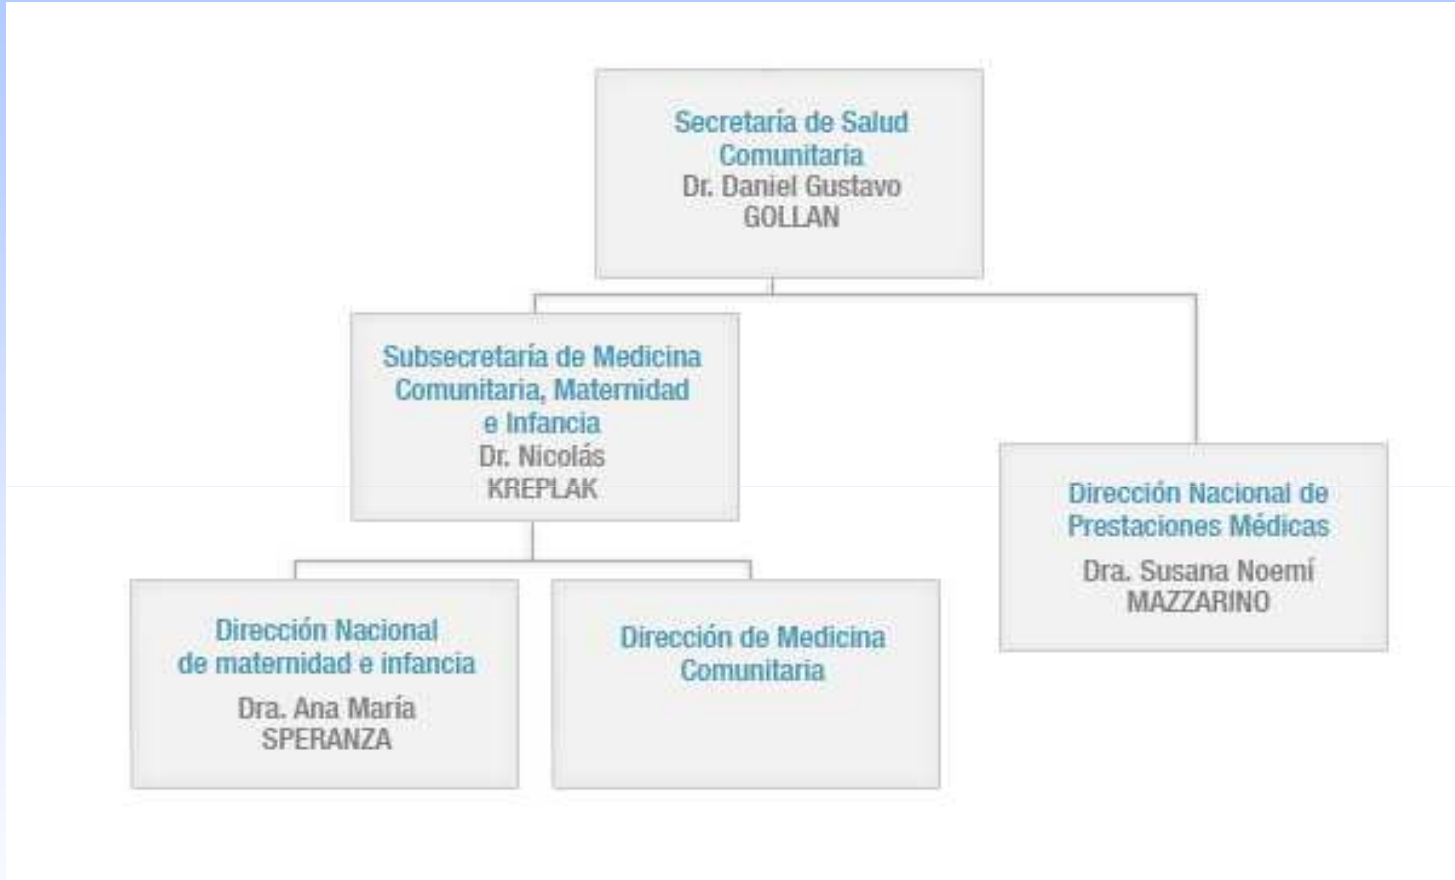 Secretaría de Salud
Comunitaria
Dr. Daniel Gustavo
GOLLAN
Subsecretaría de Medicina
Comunitaria, Maternidad
e Infancia
Dr. Nicolás
KREPLAK
Dirección Nacional de
Prestaciones Médicas
Dra. Susana Noemí
MAZZARINO
Dirección Nacional
de maternidad e infancia
Dra. Ana María
SPERANZA
Dirección de Medicina
Comunitaria